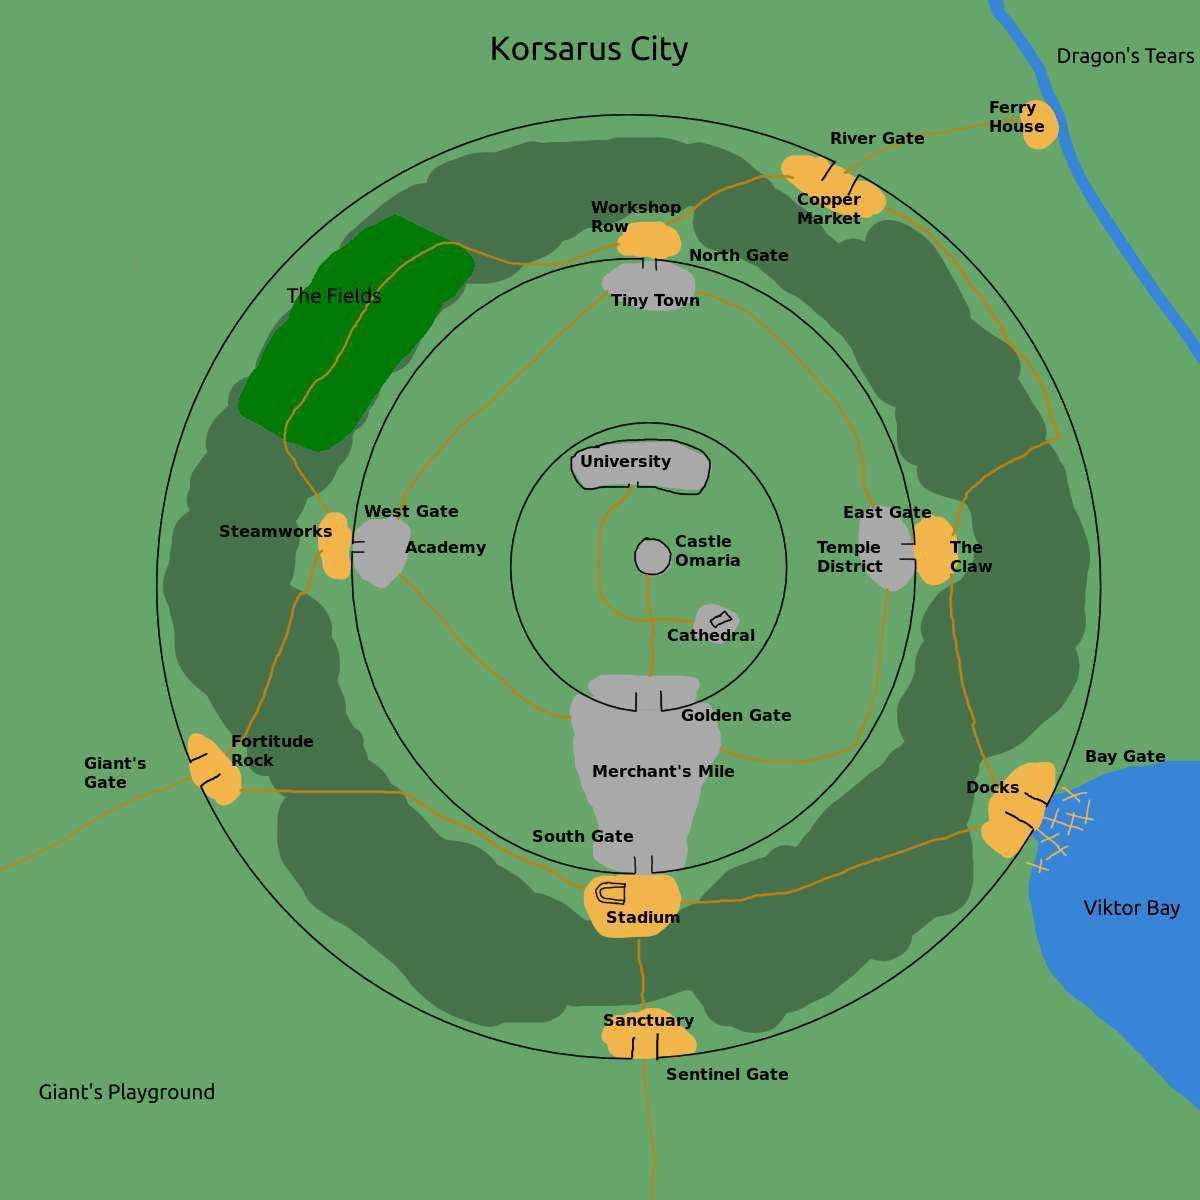 Korsarus City
Dragon's Tears
Ferry
House
River Gate
Copper
Market
Workshop
Row
North Gate
Tiny Town
The Fields
University
West Gate
Steamworks
Academy
East Gate
Castle
Omaria
Temple
District
The
Claw
Cathedral
Golden Gate
Fortitude
Rock
Giant's
Gate
Merchant's Mile
Bay Gate
Docks
South Gate
Stadium
Viktor Bay
Sanctuary
Sentinel Gate
Giant's Playground